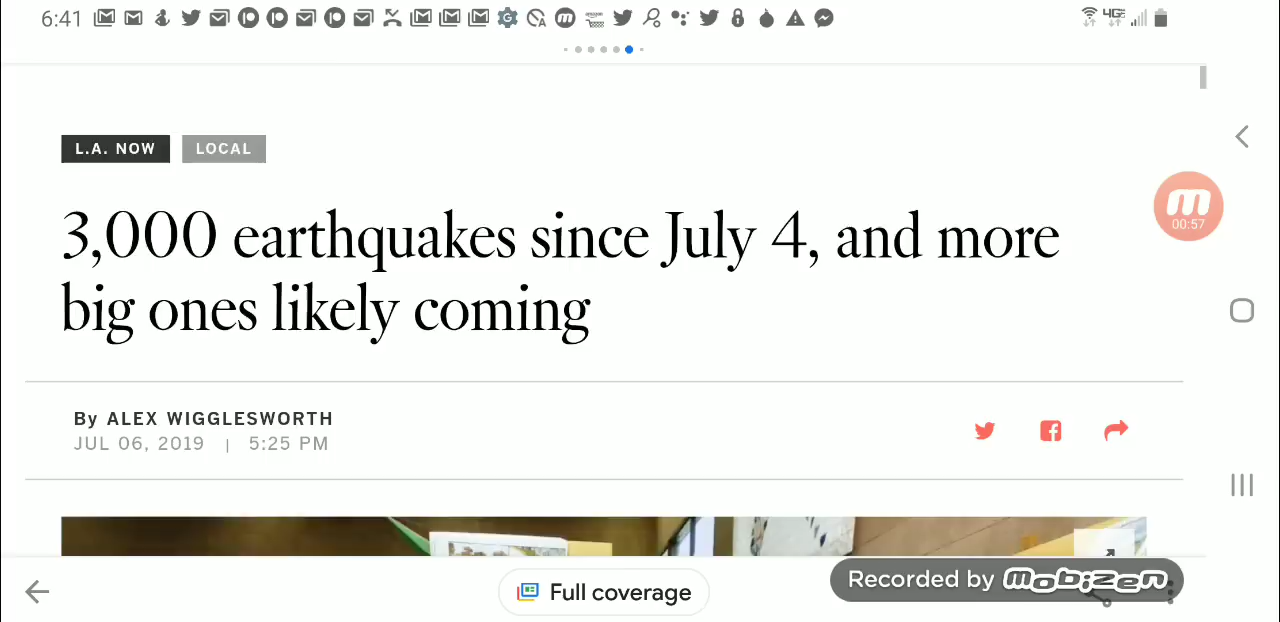 6:41
4GE
L.A. NOW LOCAL
00:57
3,000 earthquakes since July 4, and more
big ones likely coming
By ALEX WIGGLESWORTH
JUL 06, 2019 | 5:25 PM
Full coverage
Recorded by mobizen